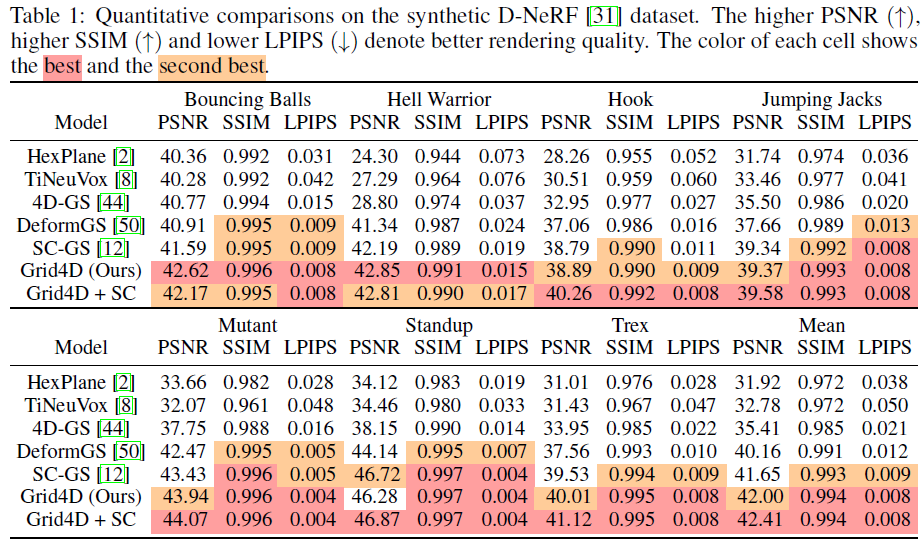 Table 1: Quantitative comparisons on the synthetic D-NeRF [31] dataset. The higher PSNR (↑),
higher SSIM (↑) and lower LPIPS (↓) denote better rendering quality. The color of each cell shows
the best and the second best.
Bouncing Balls Hell Warrior Hook Jumping Jacks
Model PSNR SSIM LPIPS PSNR SSIM LPIPS PSNR SSIM LPIPS PSNR SSIM LPIPS
HexPlane [2] 40.36 0.992 0.031 24.30 0.944 0.073 28.26 0.955 0.052 31.74 0.974 0.036
TiNeuVox [8] 40.28 0.992 0.042 27.29 0.964 0.076 30.51 0.959 0.060 33.46 0.977 0.041
4D-GS [44] 40.77 0.994 0.015 28.80 0.974 0.037 32.95 0.977 0.027 35.50 0.986 0.020
DeformGS [50] 40.91 0.995 0.009 41.34 0.987 0.024 37.06 0.986 0.016 37.66 0.989 0.013
SC-GS [12] 41.59 0.995 0.009 42.19 0.989 0.019 38.79 0.990 0.011 39.34 0.992 0.008
Grid4D (Ours) 42.62 0.996 0.008 42.85 0.991 0.015 38.89 0.990 0.009 39.37 0.993 0.008
Grid4D + SC 42.17 0.995 0.008 42.81 0.990 0.017 40.26 0.992 0.008 39.58 0.993 0.008
Mutant Standup Trex Mean
Model PSNR SSIM LPIPS PSNR SSIM LPIPS PSNR SSIM LPIPS PSNR SSIM LPIPS
HexPlane [2] 33.66 0.982 0.028 34.12 0.983 0.019 31.01 0.976 0.028 31.92 0.972 0.038
TiNeuVox [8] 32.07 0.961 0.048 34.46 0.980 0.033 31.43 0.967 0.047 32.78 0.972 0.050
4D-GS [44] 37.75 0.988 0.016 38.15 0.990 0.014 33.95 0.985 0.022 35.41 0.985 0.021
DeformGS [50] 42.47 0.995 0.005 44.14 0.995 0.007 37.56 0.993 0.010 40.16 0.991 0.012
SC-GS [12] 43.43 0.996 0.005 46.72 0.997 0.004 39.53 0.994 0.009 41.65 0.993 0.009
Grid4D (Ours) 43.94 0.996 0.004 46.28 0.997 0.004 40.01 0.995 0.008 42.00 0.994 0.008
Grid4D + SC 44.07 0.996 0.004 46.87 0.997 0.004 41.12 0.995 0.008 42.41 0.994 0.008